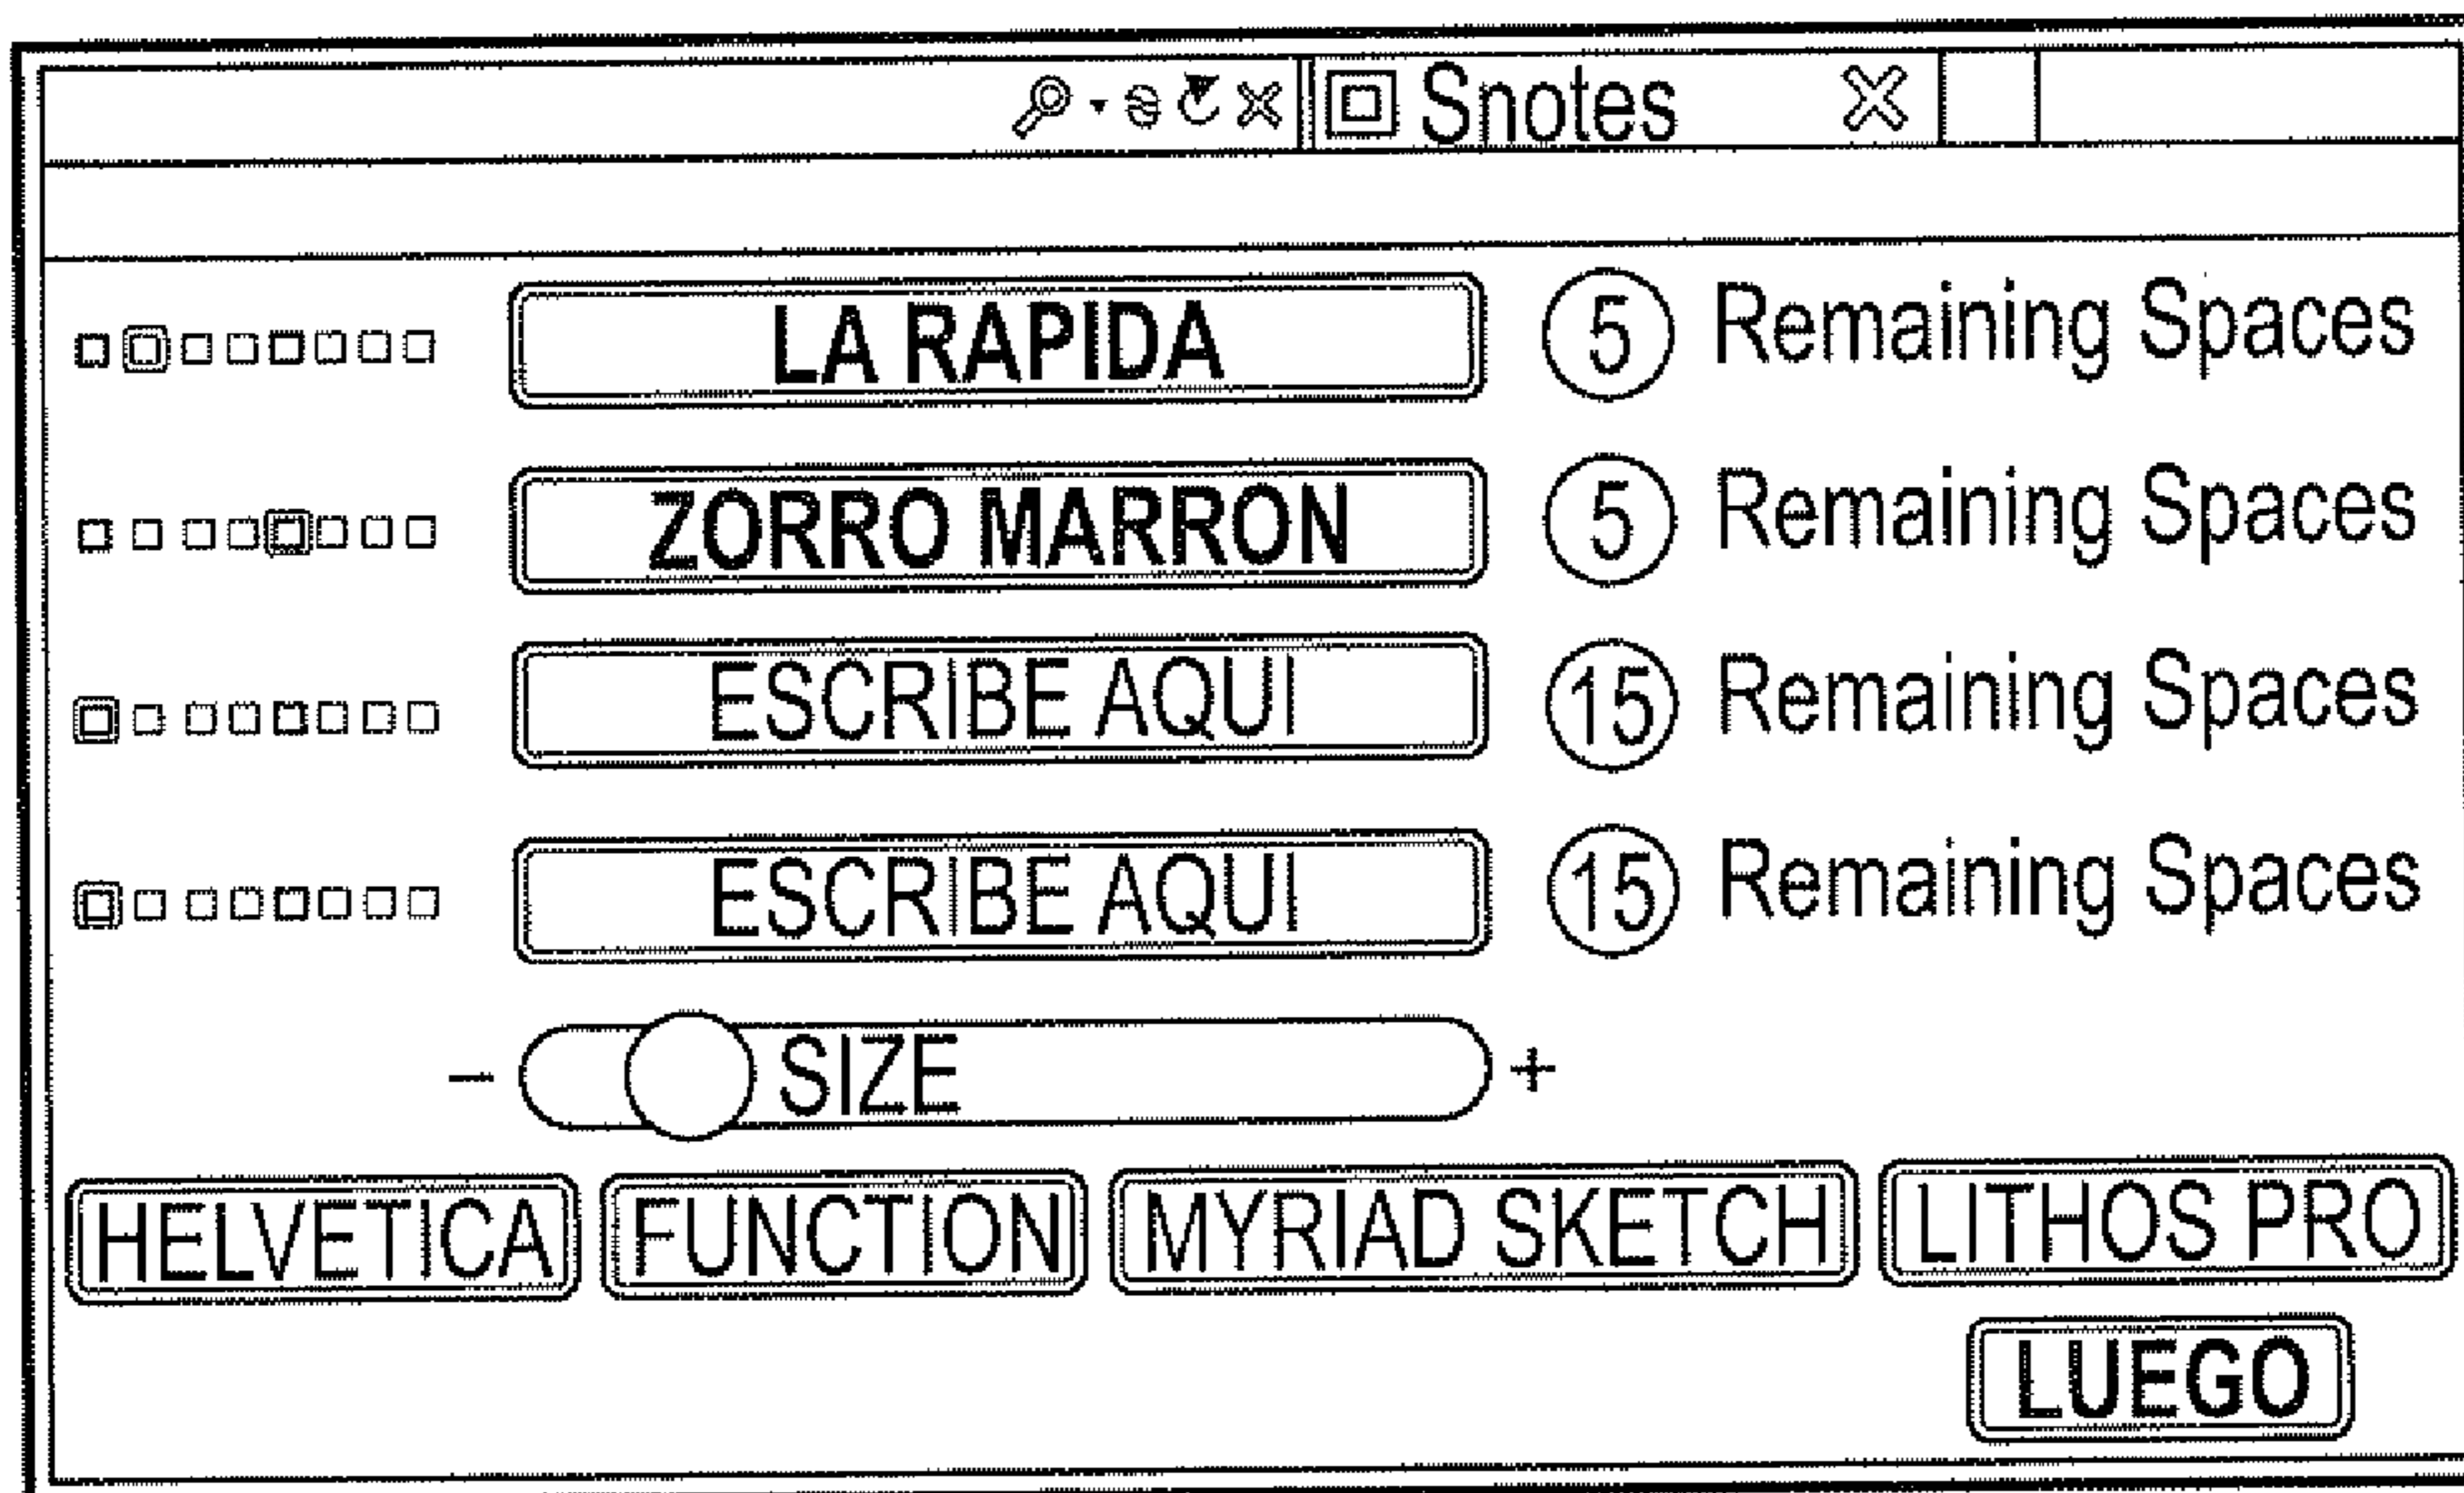 Snotes
LA RAPIDA 5 Remaining Spaces
ZORRO MARRON 5 Remaining Spaces
ESCRIBE AQUI 15 Remaining Spaces
ESCRIBE AQUI 15 Remaining Spaces
- SIZE +
HELVETICA FUNCTION MYRIAD SKETCH LITHOS PRO
LUEGO